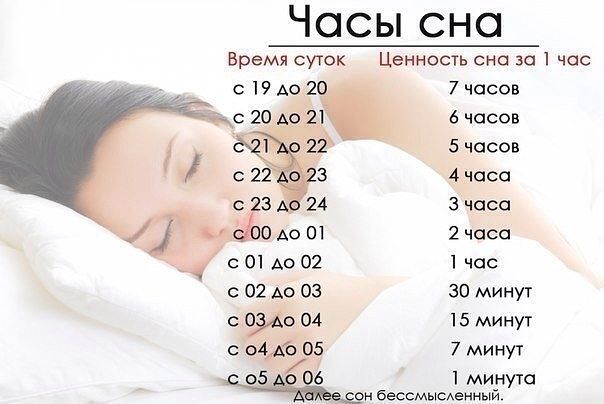 Часы сна
Время суток Ценность сна за 1 час
с 19 до 20 7 часов
с 20 до 21 6 часов
с 21 до 22 5 часов
с 22 до 23 4 часа
с 23 до 24 3 часа
с 00 до 01 2 часа
с 01 до 02 1 час
с 02 до 03 30 минут
с 03 до 04 15 минут
с о4 до 05 7 минут
с о5 до 06 1 минута
Далее сон бессмысленный.